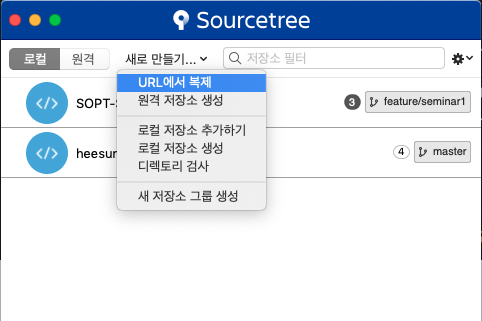 Sourcetree
로컬 원격 새로 만들기... 저장소 필터
URL에서 복제
원격 저장소 생성
로컬 저장소 추가하기
로컬 저장소 생성
디렉토리 검사
새 저장소 그룹 생성
SOPT- 3 feature/seminar1
heesu 4 master